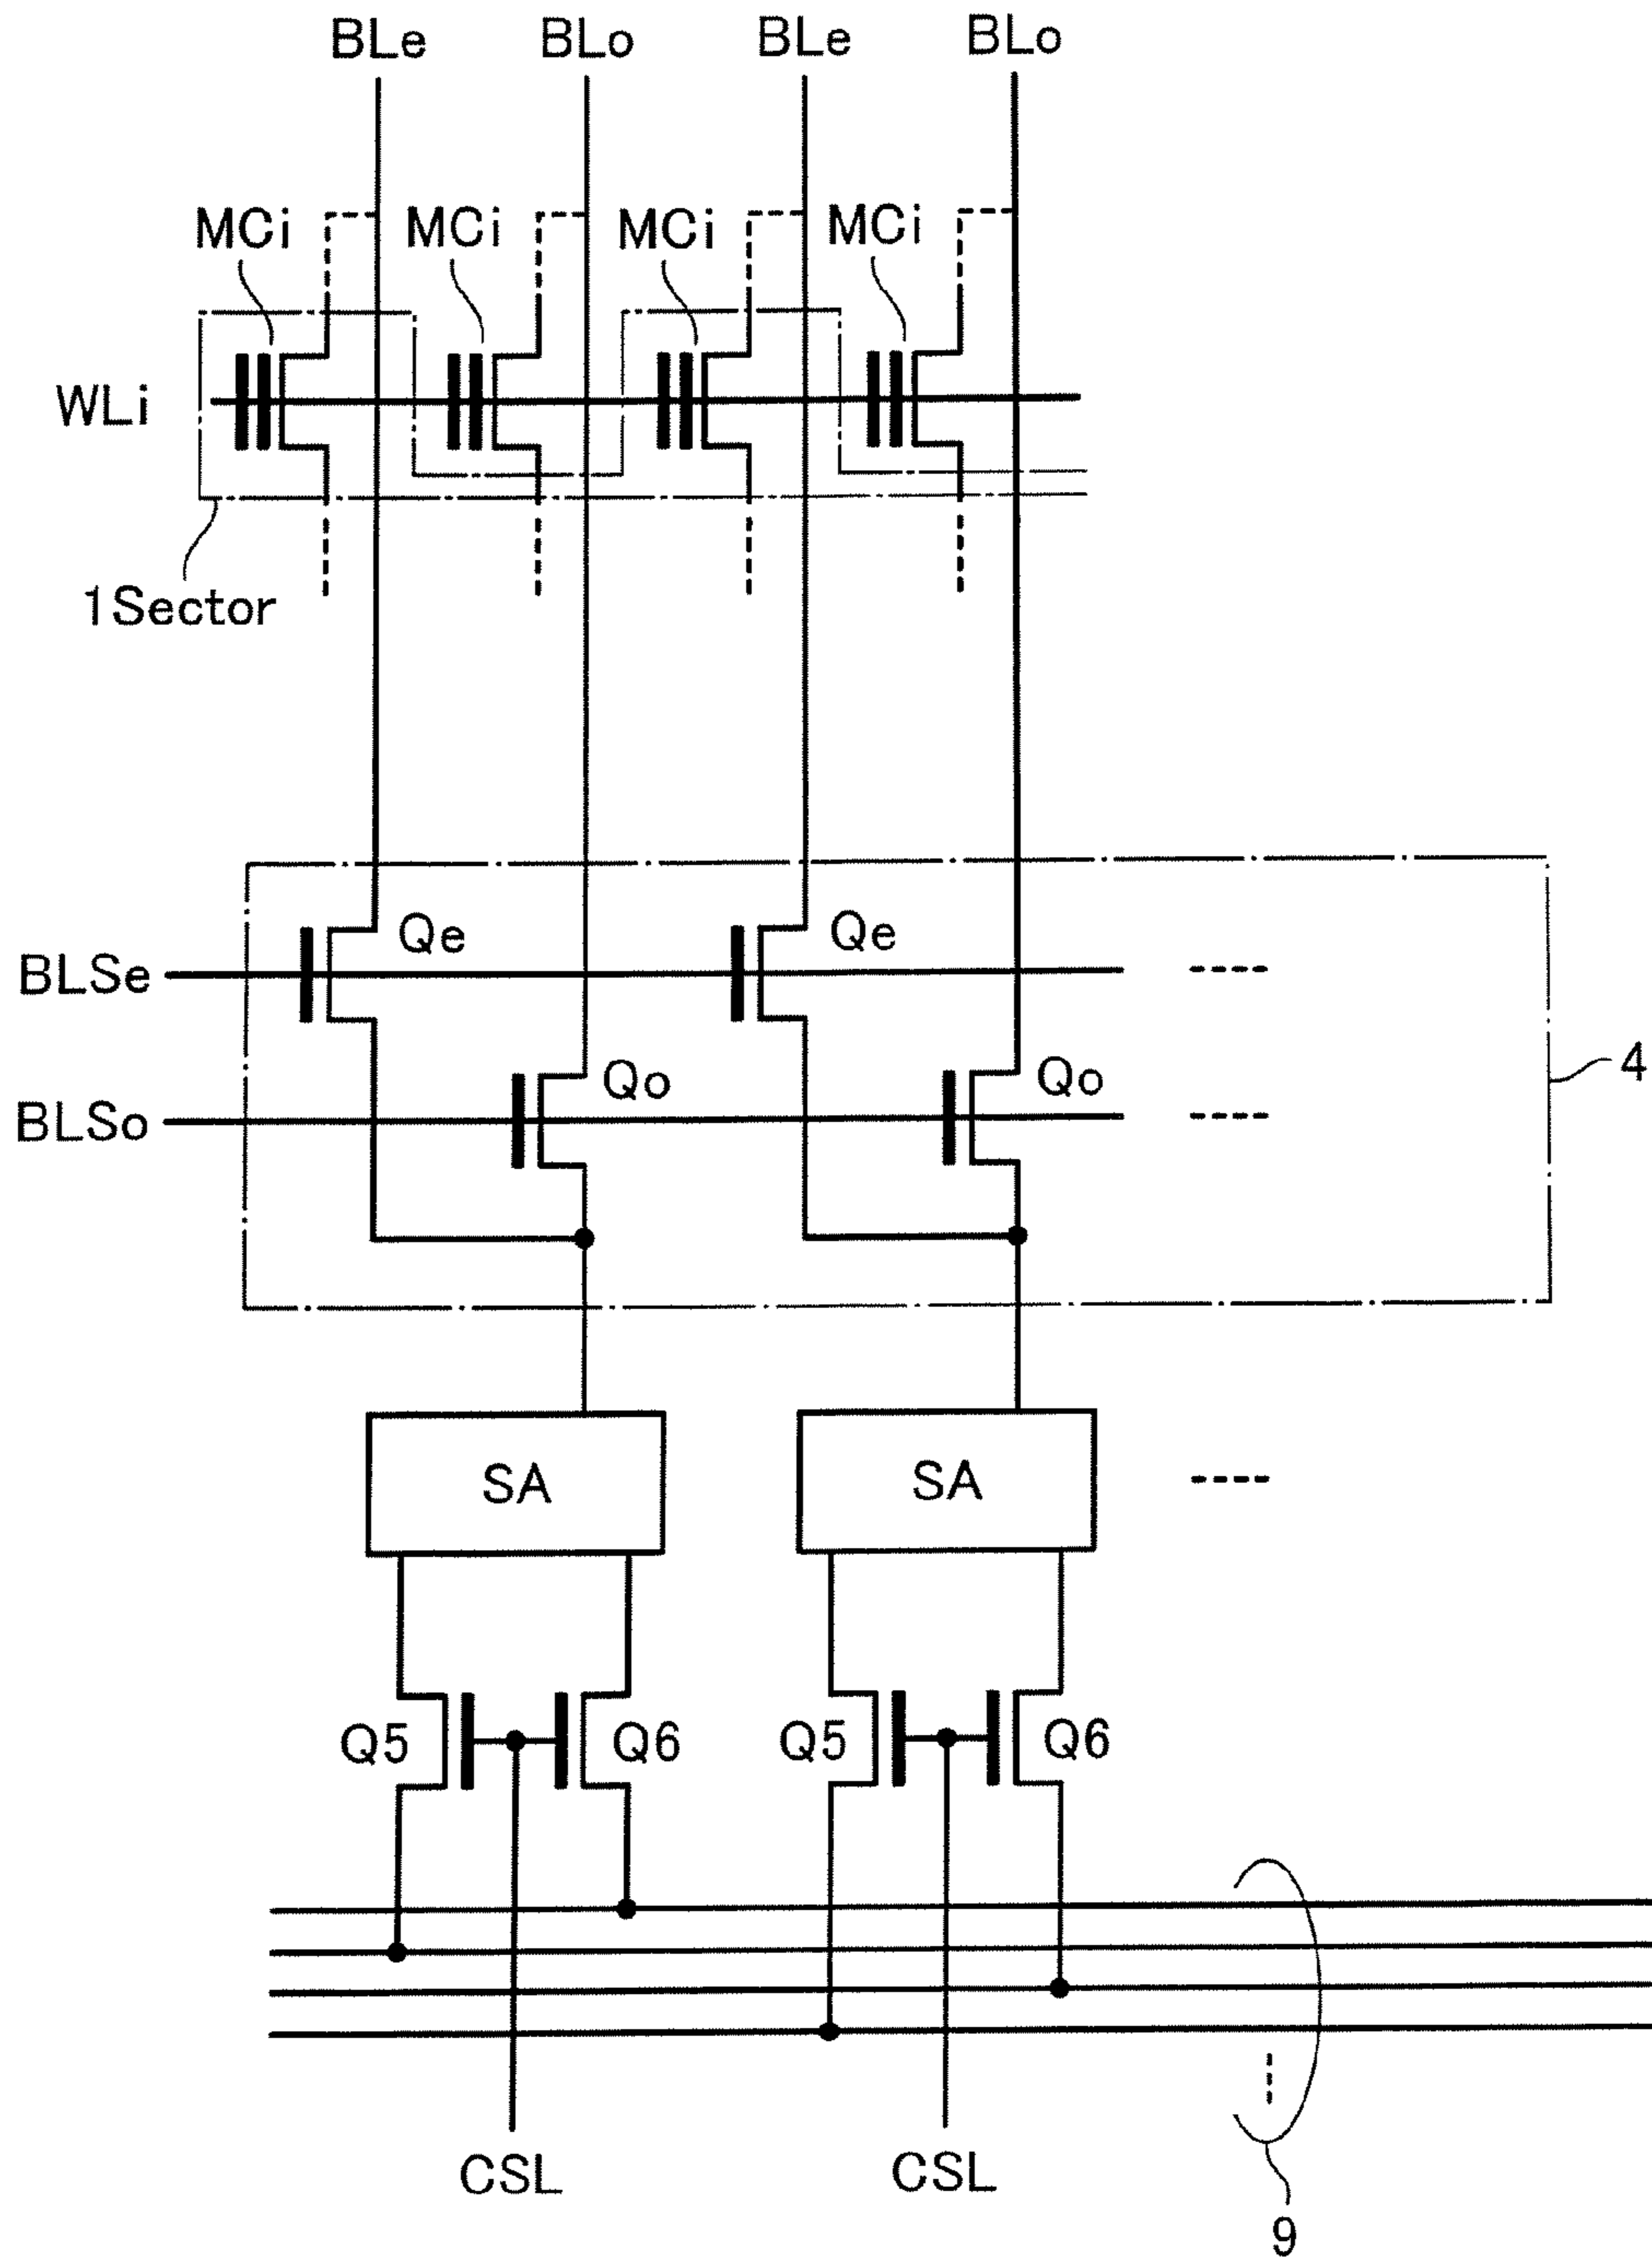 BLe BLo BLe BLo
MCi MCi MCi MCi
WLi
1Sector
Qe Qe
BLSe
4
Qo Qo
BLSo
SA SA
Q5 Q6 Q5 Q6
CSL CSL
9